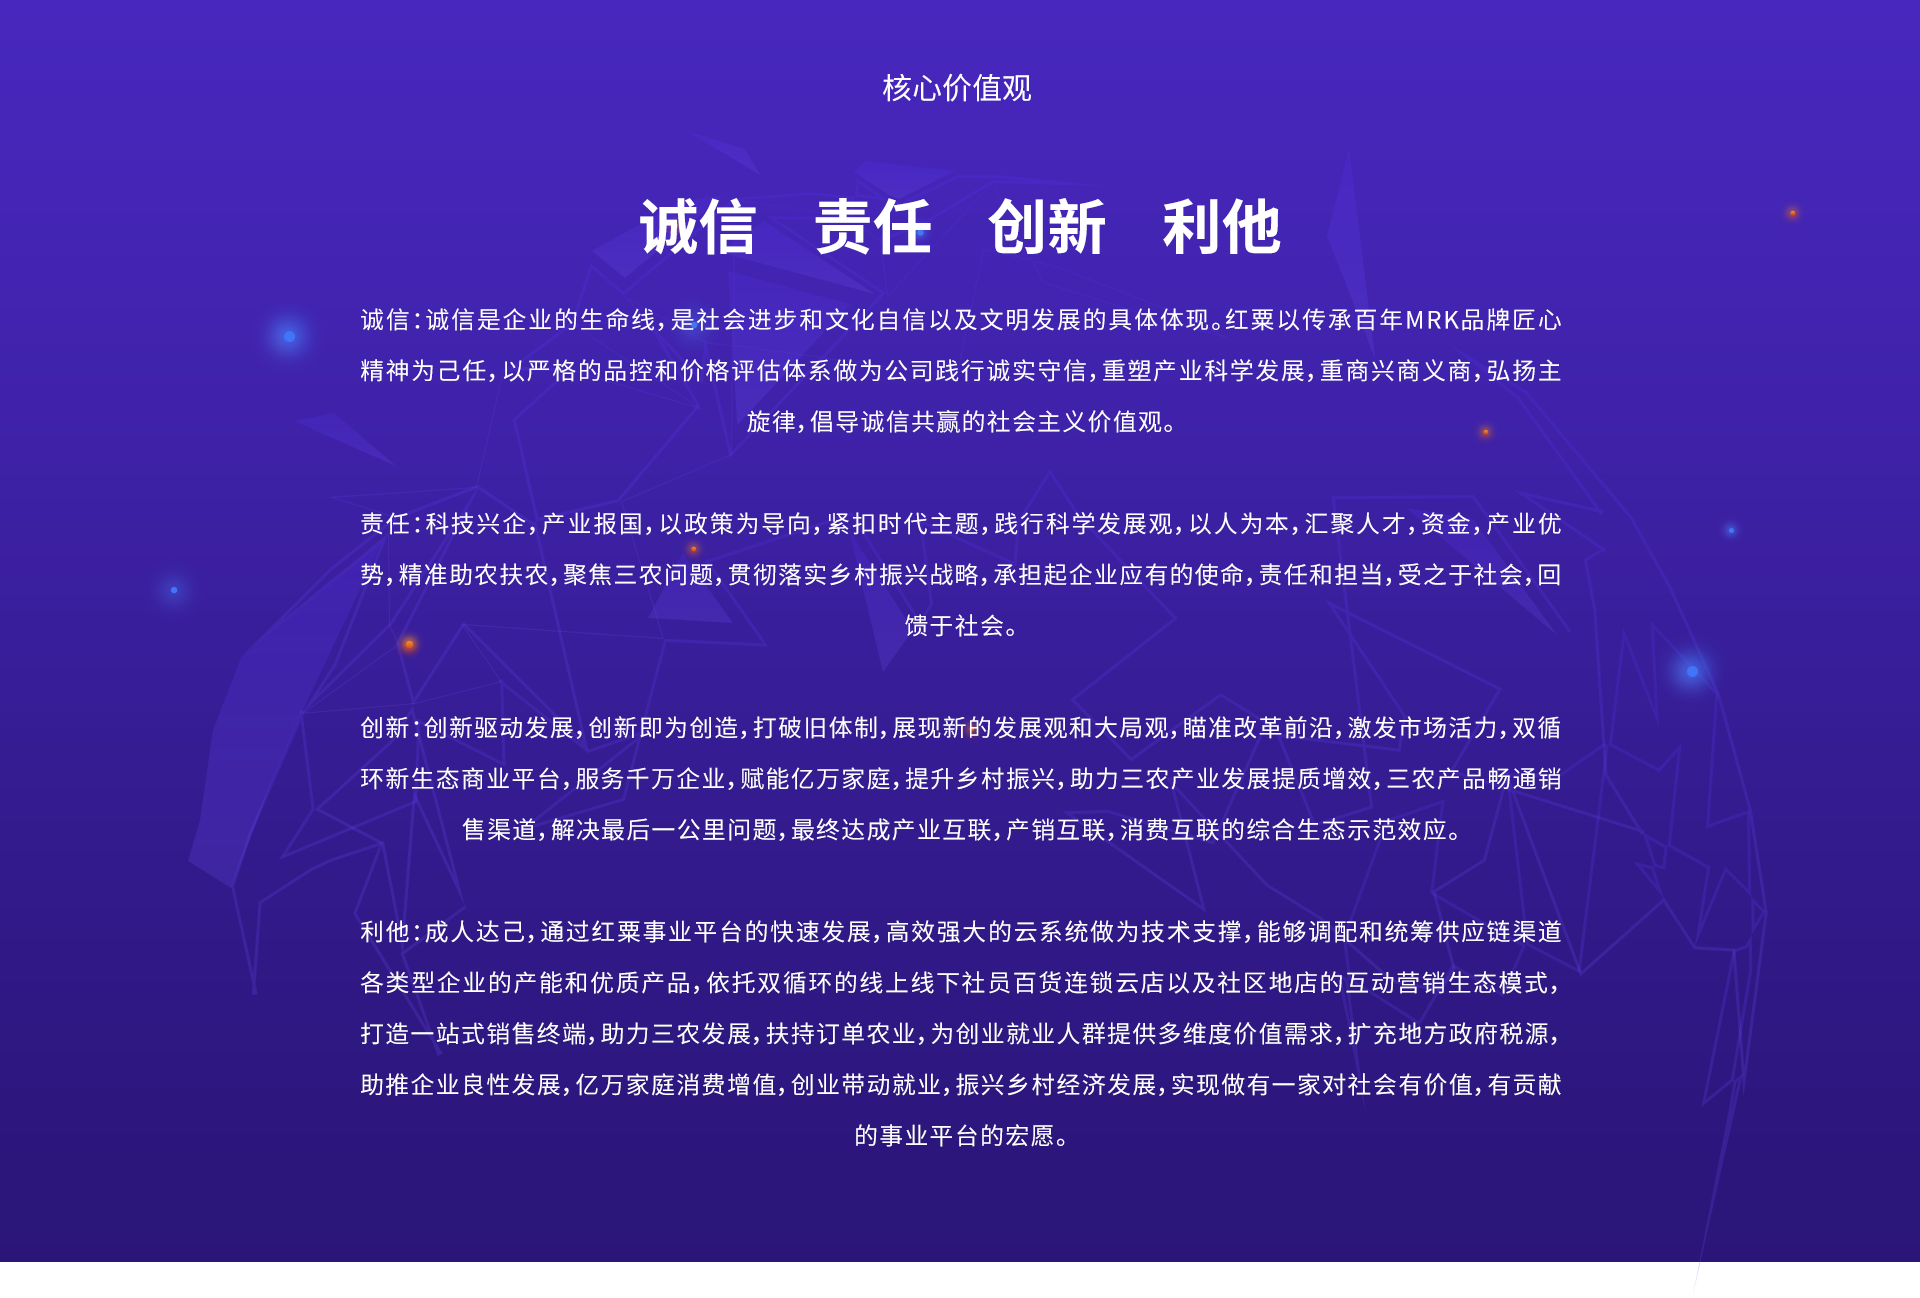 核心价值观
诚信 责任 创新 利他
诚信：诚信是企业的生命线，是社会进步和文化自信以及文明发展的具体体现。红粟以传承百年MRK品牌匠心
精神为己任，以严格的品控和价格评估体系做为公司践行诚实守信，重塑产业科学发展，重商兴商义商，弘扬主
旋律，倡导诚信共赢的社会主义价值观。
责任：科技兴企，产业报国，以政策为导向，紧扣时代主题，践行科学发展观，以人为本，汇聚人才，资金，产业优
势，精准助农扶农，聚焦三农问题，贯彻落实乡村振兴战略，承担起企业应有的使命，责任和担当，受之于社会，回
馈于社会。
创新：创新驱动发展，创新即为创造，打破旧体制，展现新的发展观和大局观，瞄准改革前沿，激发市场活力，双循
环新生态商业平台，服务千万企业，赋能亿万家庭，提升乡村振兴，助力三农产业发展提质增效，三农产品畅通销
售渠道，解决最后一公里问题，最终达成产业互联，产销互联，消费互联的综合生态示范效应。
利他：成人达己，通过红粟事业平台的快速发展，高效强大的云系统做为技术支撑，能够调配和统筹供应链渠道
各类型企业的产能和优质产品，依托双循环的线上线下社员百货连锁云店以及社区地店的互动营销生态模式，
打造一站式销售终端，助力三农发展，扶持订单农业，为创业就业人群提供多维度价值需求，扩充地方政府税源，
助推企业良性发展，亿万家庭消费增值，创业带动就业，振兴乡村经济发展，实现做有一家对社会有价值，有贡献
的事业平台的宏愿。